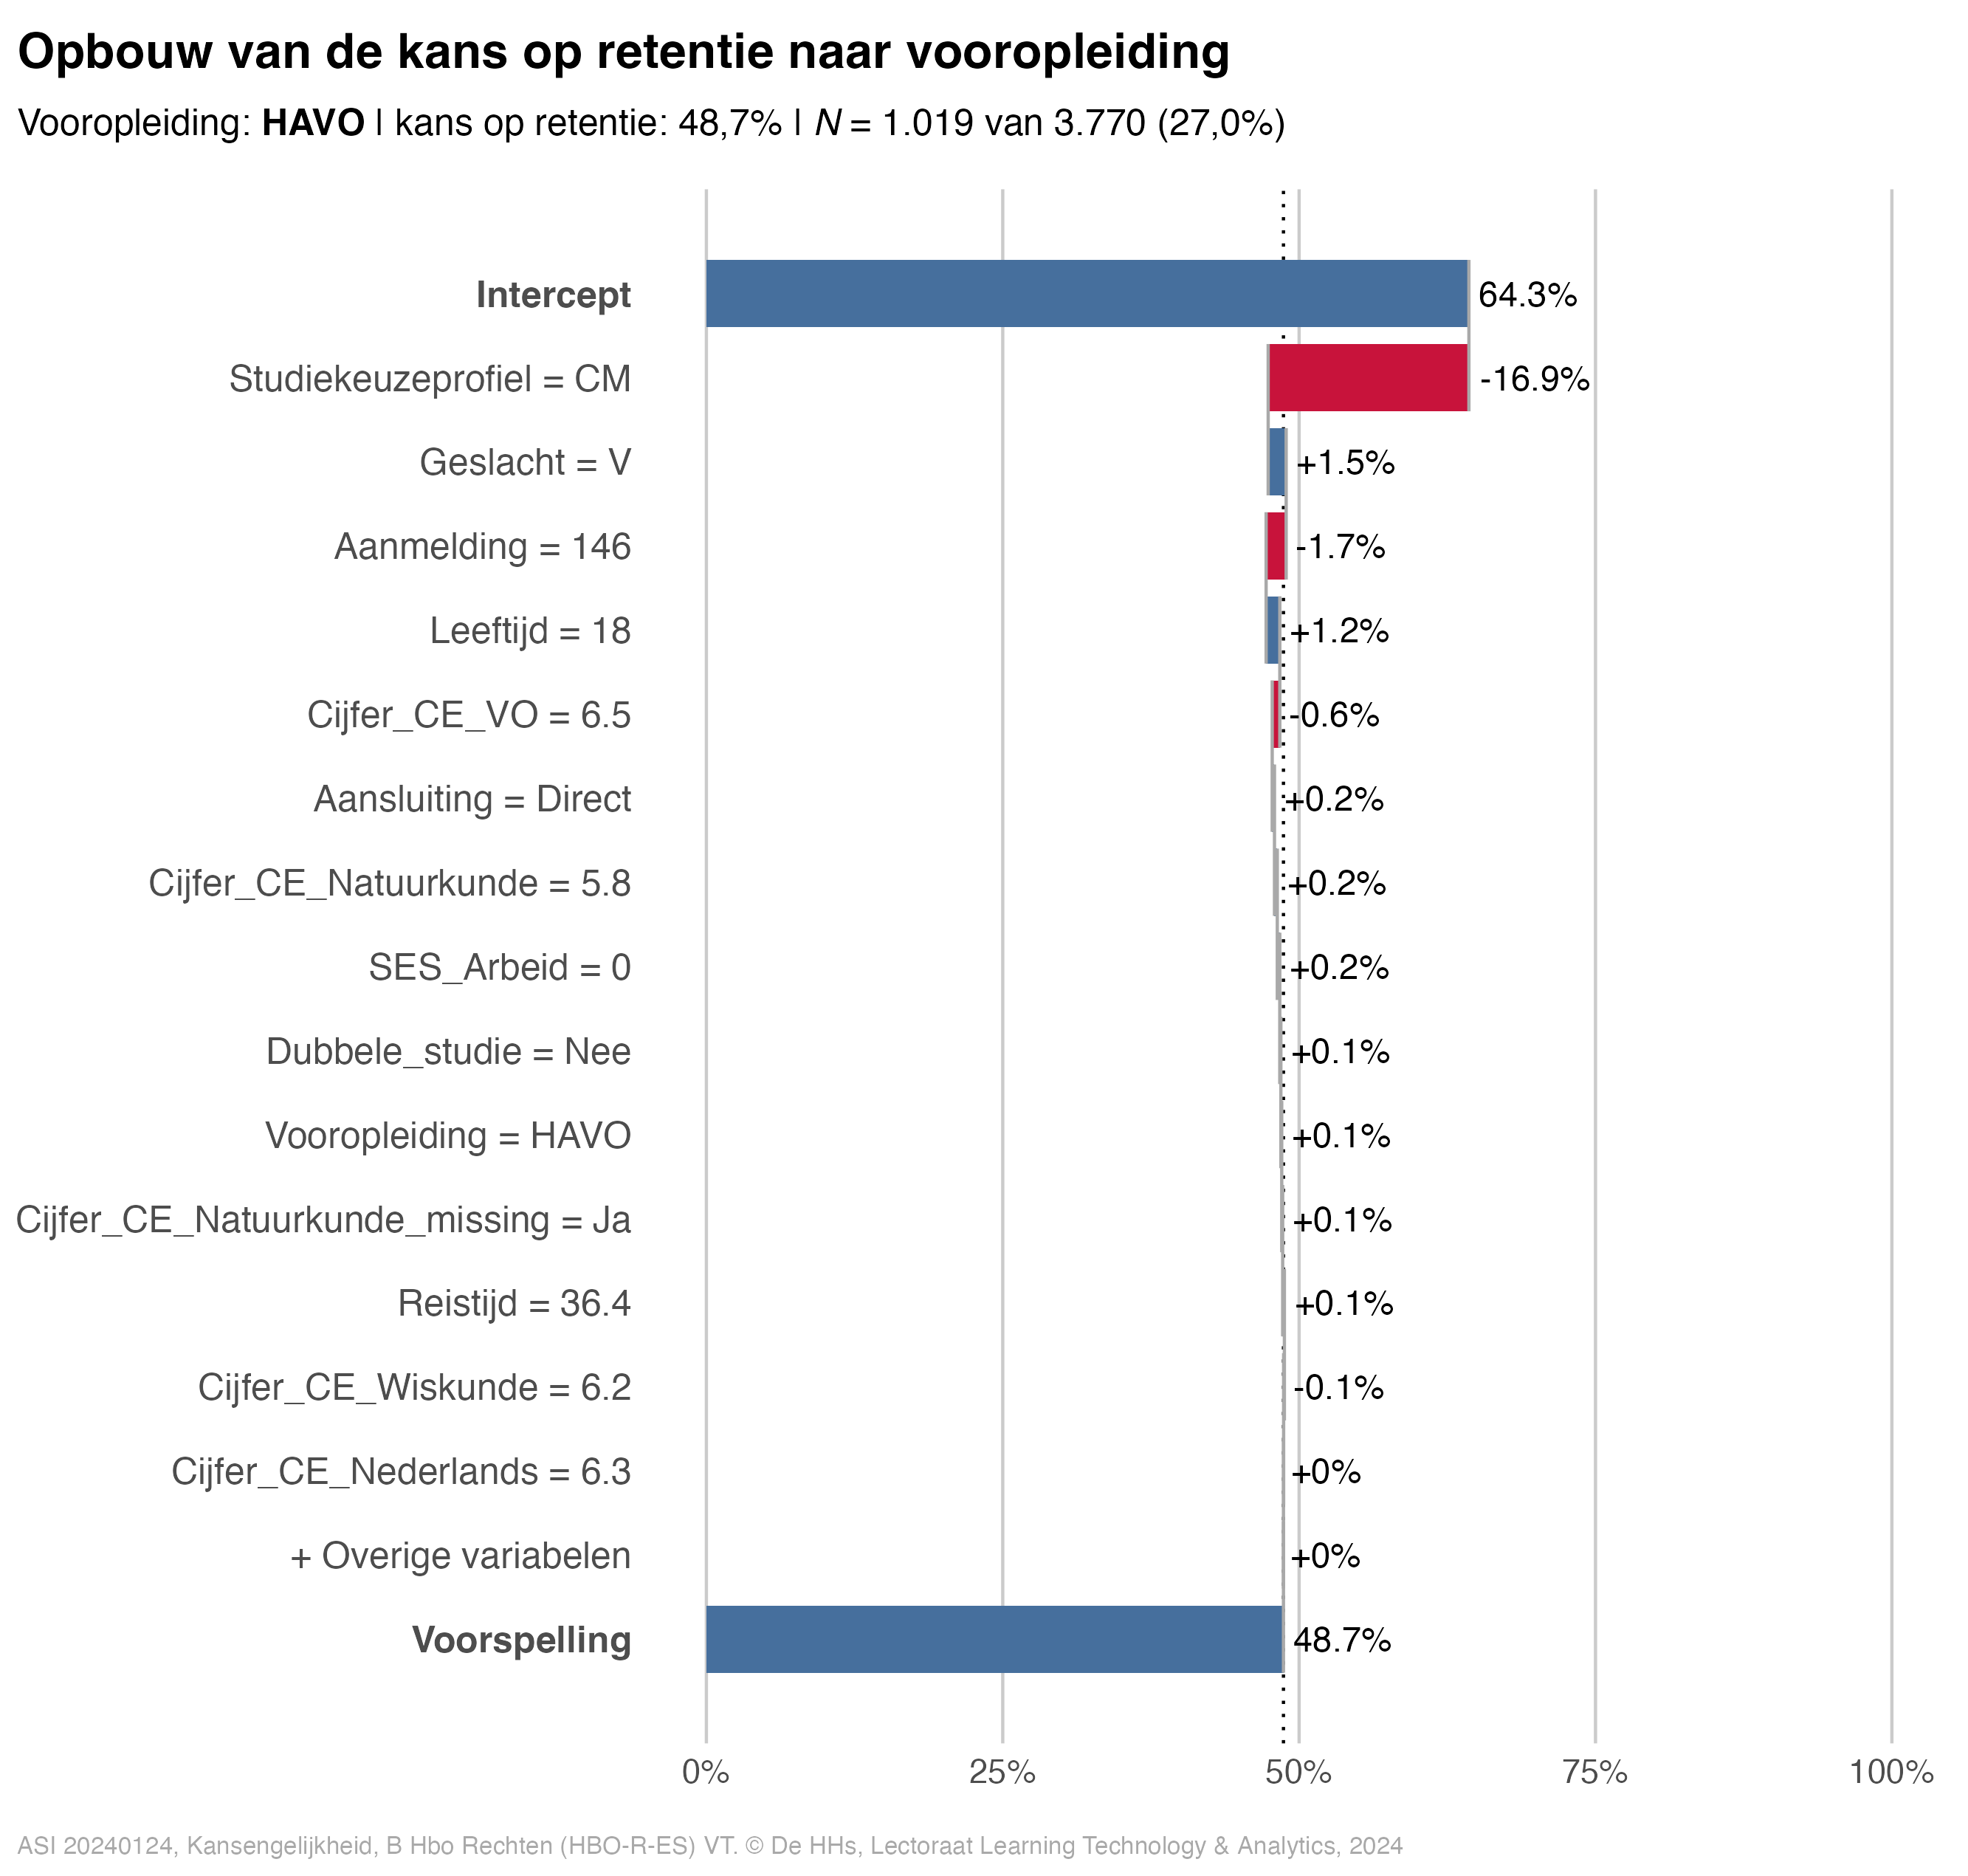 Opbouw van de kans op retentie naar vooropleiding
Vooropleiding: HAVO | kans op retentie: 48,7% | N = 1.019 van 3.770 (27,0%)
Intercept 64.3%
Studiekeuzeprofiel = CM -16.9%
Geslacht = V +1.5%
Aanmelding = 146 -1.7%
Leeftijd = 18 +1.2%
Cijfer_CE_VO = 6.5 -0.6%
Aansluiting = Direct +0.2%
Cijfer_CE_Natuurkunde = 5.8 +0.2%
SES_Arbeid = 0 +0.2%
Dubbele_studie = Nee +0.1%
Vooropleiding = HAVO +0.1%
Cijfer_CE_Natuurkunde_missing = Ja +0.1%
Reistijd = 36.4 +0.1%
Cijfer_CE_Wiskunde = 6.2 -0.1%
Cijfer_CE_Nederlands = 6.3 +0%
+ Overige variabelen +0%
Voorspelling 48.7%
0% 25% 50% 75% 100%
ASI 20240124, Kansengelijkheid, B Hbo Rechten (HBO-R-ES) VT. © De HHs, Lectoraat Learning Technology & Analytics, 2024